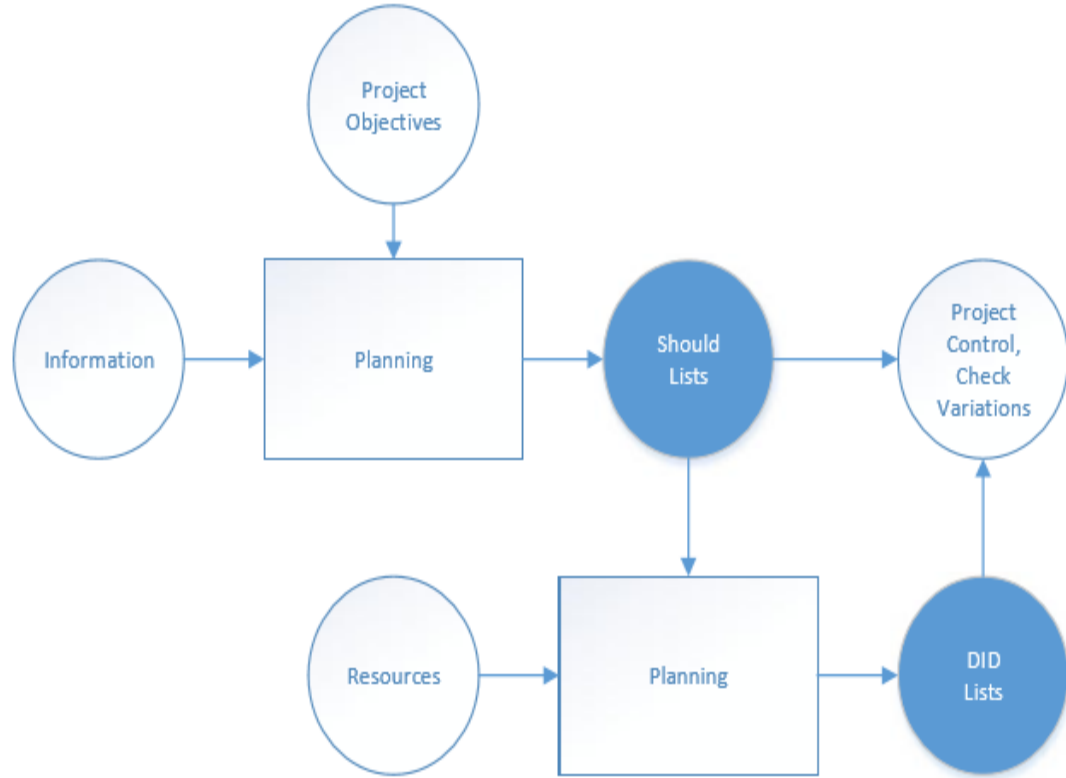 Project
Objectives
Information
Planning
Should
Lists
Project
Control,
Check
Variations
Resources
Planning
DID
Lists